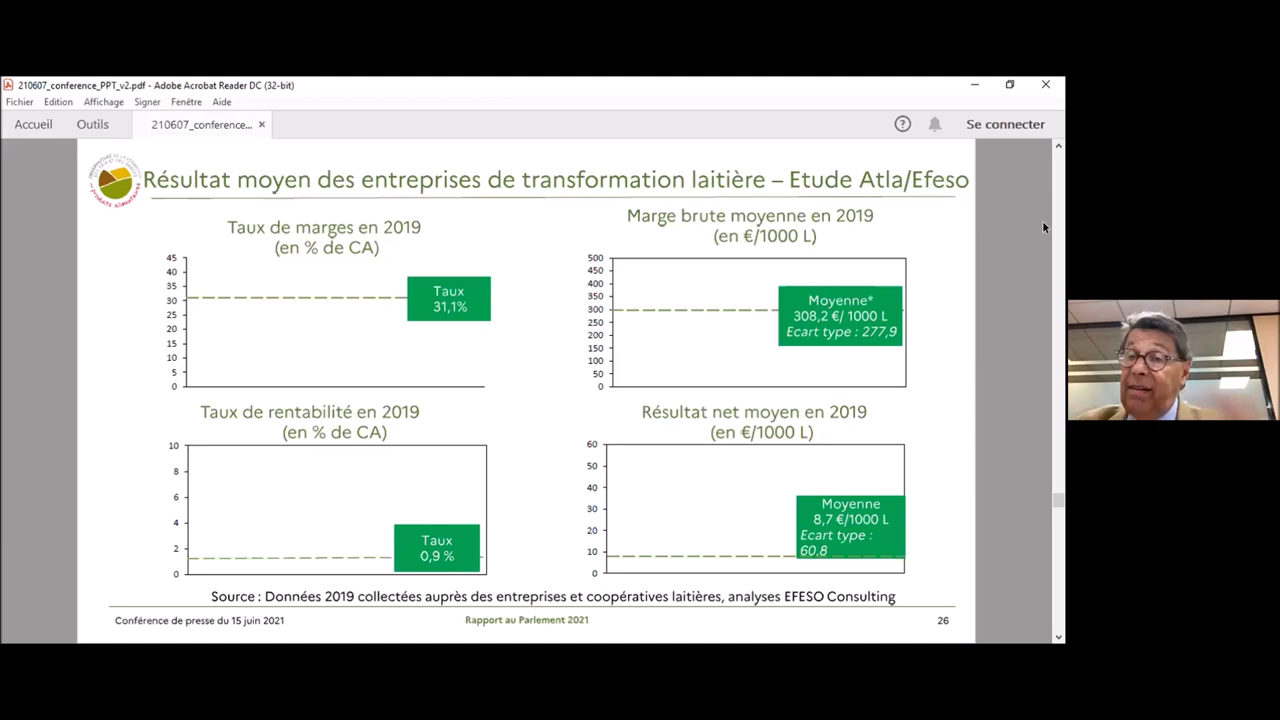 210607_conference_PPT_v2.pdf - Adobe Acrobat Reader DC (32-bit)
Fichier Edition Affichage Signer Fenêtre Aide
Accueil Outils 210607_conference... × Se connecter
Résultat moyen des entreprises de transformation laitière – Etude Atla/Efeso
Taux de marges en 2019
(en % de CA)
45
40
35
30
25
20
15
10
5
0
Taux
31,1%
Marge brute moyenne en 2019
(en €/1000 L)
500
450
400
350
300
250
200
150
100
50
0
Moyenne*
308,2 €/ 1000 L
Ecart type : 277,9
Taux de rentabilité en 2019
(en % de CA)
10
8
6
4
2
0
Taux
0,9 %
Résultat net moyen en 2019
(en €/1000 L)
60
50
40
30
20
10
0
Moyenne
8,7 €/1000 L
Ecart type :
60.8
Source : Données 2019 collectées auprès des entreprises et coopératives laitières, analyses EFESO Consulting
Conférence de presse du 15 juin 2021 Rapport au Parlement 2021 26